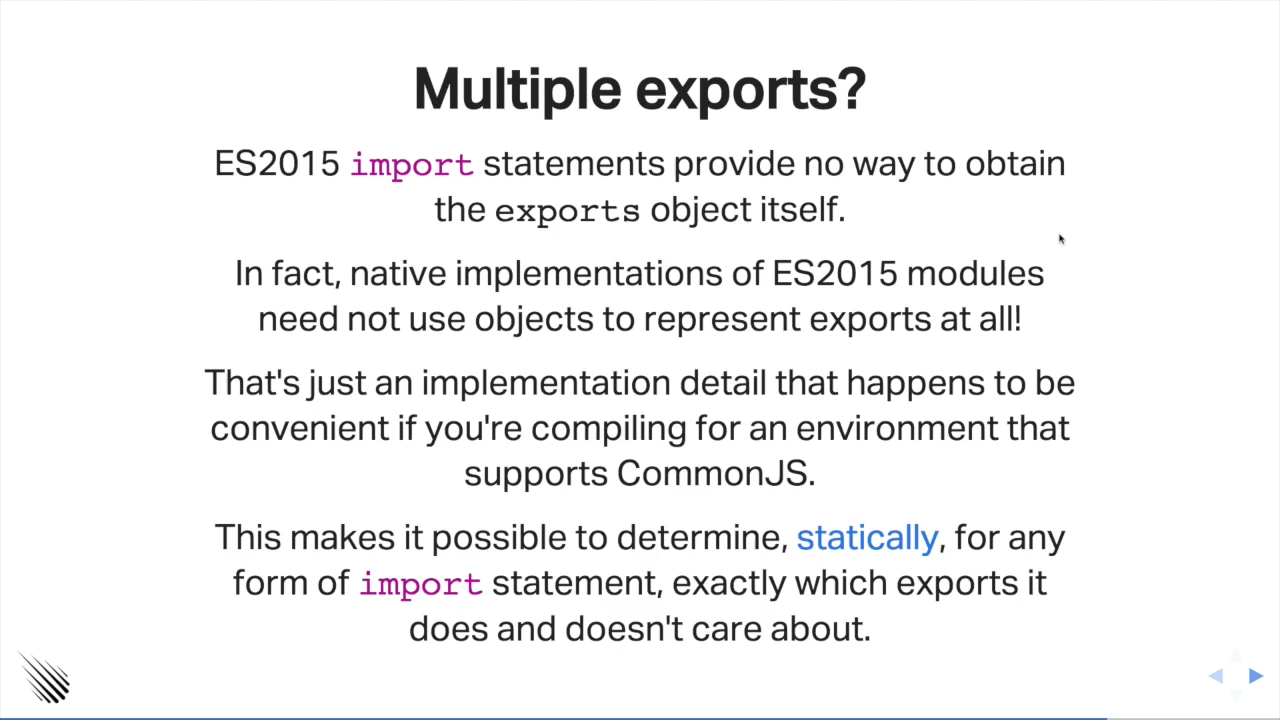 Multiple exports?
ES2015 import statements provide no way to obtain
the exports object itself.
In fact, native implementations of ES2015 modules
need not use objects to represent exports at all!
That's just an implementation detail that happens to be
convenient if you're compiling for an environment that
supports CommonJS.
This makes it possible to determine, statically, for any
form of import statement, exactly which exports it
does and doesn't care about.